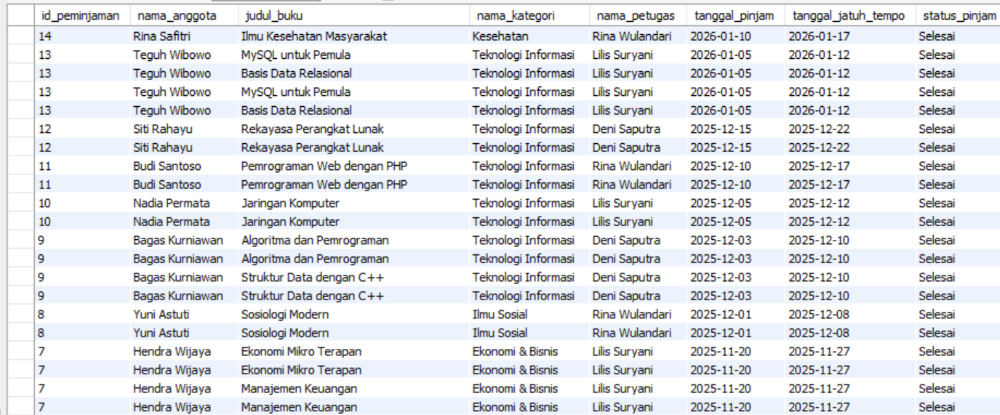 id_peminjaman nama_anggota judul_buku nama_kategori nama_petugas tanggal_pinjam tanggal_jatuh_tempo status_pinjam
14 Rina Safitri Ilmu Kesehatan Masyarakat Kesehatan Rina Wulandari 2026-01-10 2026-01-17 Selesai
13 Teguh Wibowo MySQL untuk Pemula Teknologi Informasi Lilis Suryani 2026-01-05 2026-01-12 Selesai
13 Teguh Wibowo Basis Data Relasional Teknologi Informasi Lilis Suryani 2026-01-05 2026-01-12 Selesai
13 Teguh Wibowo MySQL untuk Pemula Teknologi Informasi Lilis Suryani 2026-01-05 2026-01-12 Selesai
13 Teguh Wibowo Basis Data Relasional Teknologi Informasi Lilis Suryani 2026-01-05 2026-01-12 Selesai
12 Siti Rahayu Rekayasa Perangkat Lunak Teknologi Informasi Deni Saputra 2025-12-15 2025-12-22 Selesai
12 Siti Rahayu Rekayasa Perangkat Lunak Teknologi Informasi Deni Saputra 2025-12-15 2025-12-22 Selesai
11 Budi Santoso Pemrograman Web dengan PHP Teknologi Informasi Rina Wulandari 2025-12-10 2025-12-17 Selesai
11 Budi Santoso Pemrograman Web dengan PHP Teknologi Informasi Rina Wulandari 2025-12-10 2025-12-17 Selesai
10 Nadia Permata Jaringan Komputer Teknologi Informasi Lilis Suryani 2025-12-05 2025-12-12 Selesai
10 Nadia Permata Jaringan Komputer Teknologi Informasi Lilis Suryani 2025-12-05 2025-12-12 Selesai
9 Bagas Kurniawan Algoritma dan Pemrograman Teknologi Informasi Deni Saputra 2025-12-03 2025-12-10 Selesai
9 Bagas Kurniawan Algoritma dan Pemrograman Teknologi Informasi Deni Saputra 2025-12-03 2025-12-10 Selesai
9 Bagas Kurniawan Struktur Data dengan C++ Teknologi Informasi Deni Saputra 2025-12-03 2025-12-10 Selesai
9 Bagas Kurniawan Struktur Data dengan C++ Teknologi Informasi Deni Saputra 2025-12-03 2025-12-10 Selesai
8 Yuni Astuti Sosiologi Modern Ilmu Sosial Rina Wulandari 2025-12-01 2025-12-08 Selesai
8 Yuni Astuti Sosiologi Modern Ilmu Sosial Rina Wulandari 2025-12-01 2025-12-08 Selesai
7 Hendra Wijaya Ekonomi Mikro Terapan Ekonomi & Bisnis Lilis Suryani 2025-11-20 2025-11-27 Selesai
7 Hendra Wijaya Ekonomi Mikro Terapan Ekonomi & Bisnis Lilis Suryani 2025-11-20 2025-11-27 Selesai
7 Hendra Wijaya Manajemen Keuangan Ekonomi & Bisnis Lilis Suryani 2025-11-20 2025-11-27 Selesai
7 Hendra Wijaya Manajemen Keuangan Ekonomi & Bisnis Lilis Suryani 2025-11-20 2025-11-27 Selesai